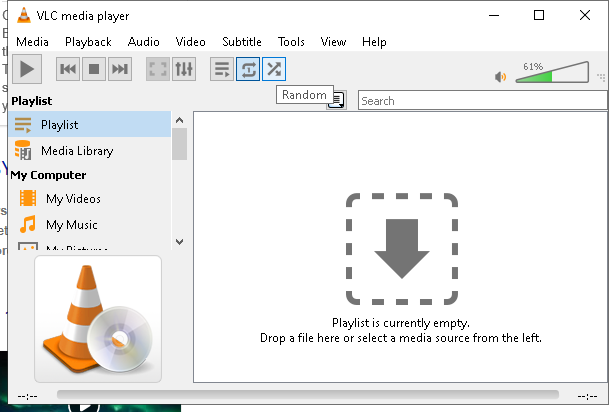 VLC media player
Media Playback Audio Video Subtitle Tools View Help
61%
Random
Playlist
Search
Playlist
Media Library
My Computer
My Videos
My Music
My Pictures
Playlist is currently empty.
Drop a file here or select a media source from the left.
--:-- --:--